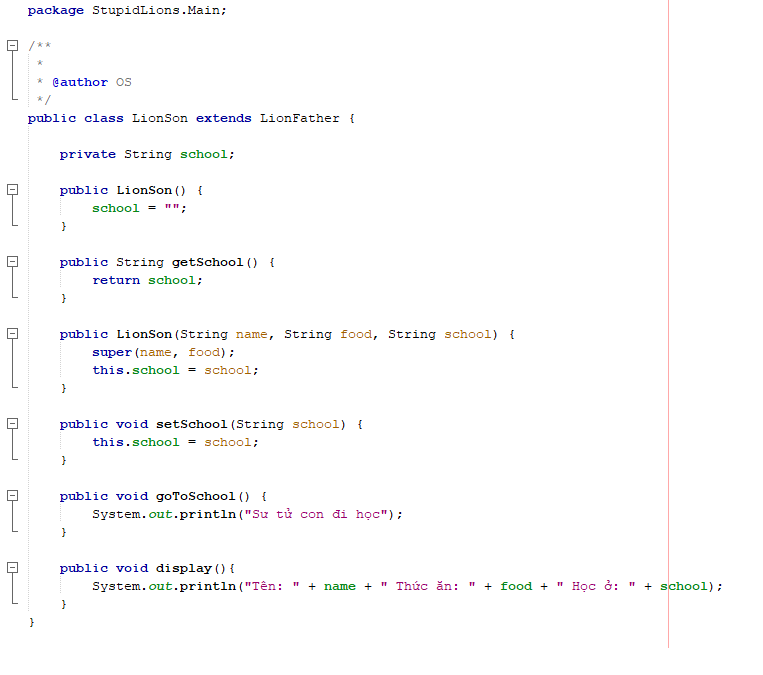 package StupidLions.Main;
/**
 *
 * @author OS
 */
public class LionSon extends LionFather {
    private String school;
    public LionSon() {
        school = "";
    }
    public String getSchool() {
        return school;
    }
    public LionSon(String name, String food, String school) {
        super(name, food);
        this.school = school;
    }
    public void setSchool(String school) {
        this.school = school;
    }
    public void goToSchool() {
        System.out.println("Sư tử con đi học");
    }
    public void display(){
        System.out.println("Tên: " + name + " Thức ăn: " + food + " Học ở: " + school);
    }
}